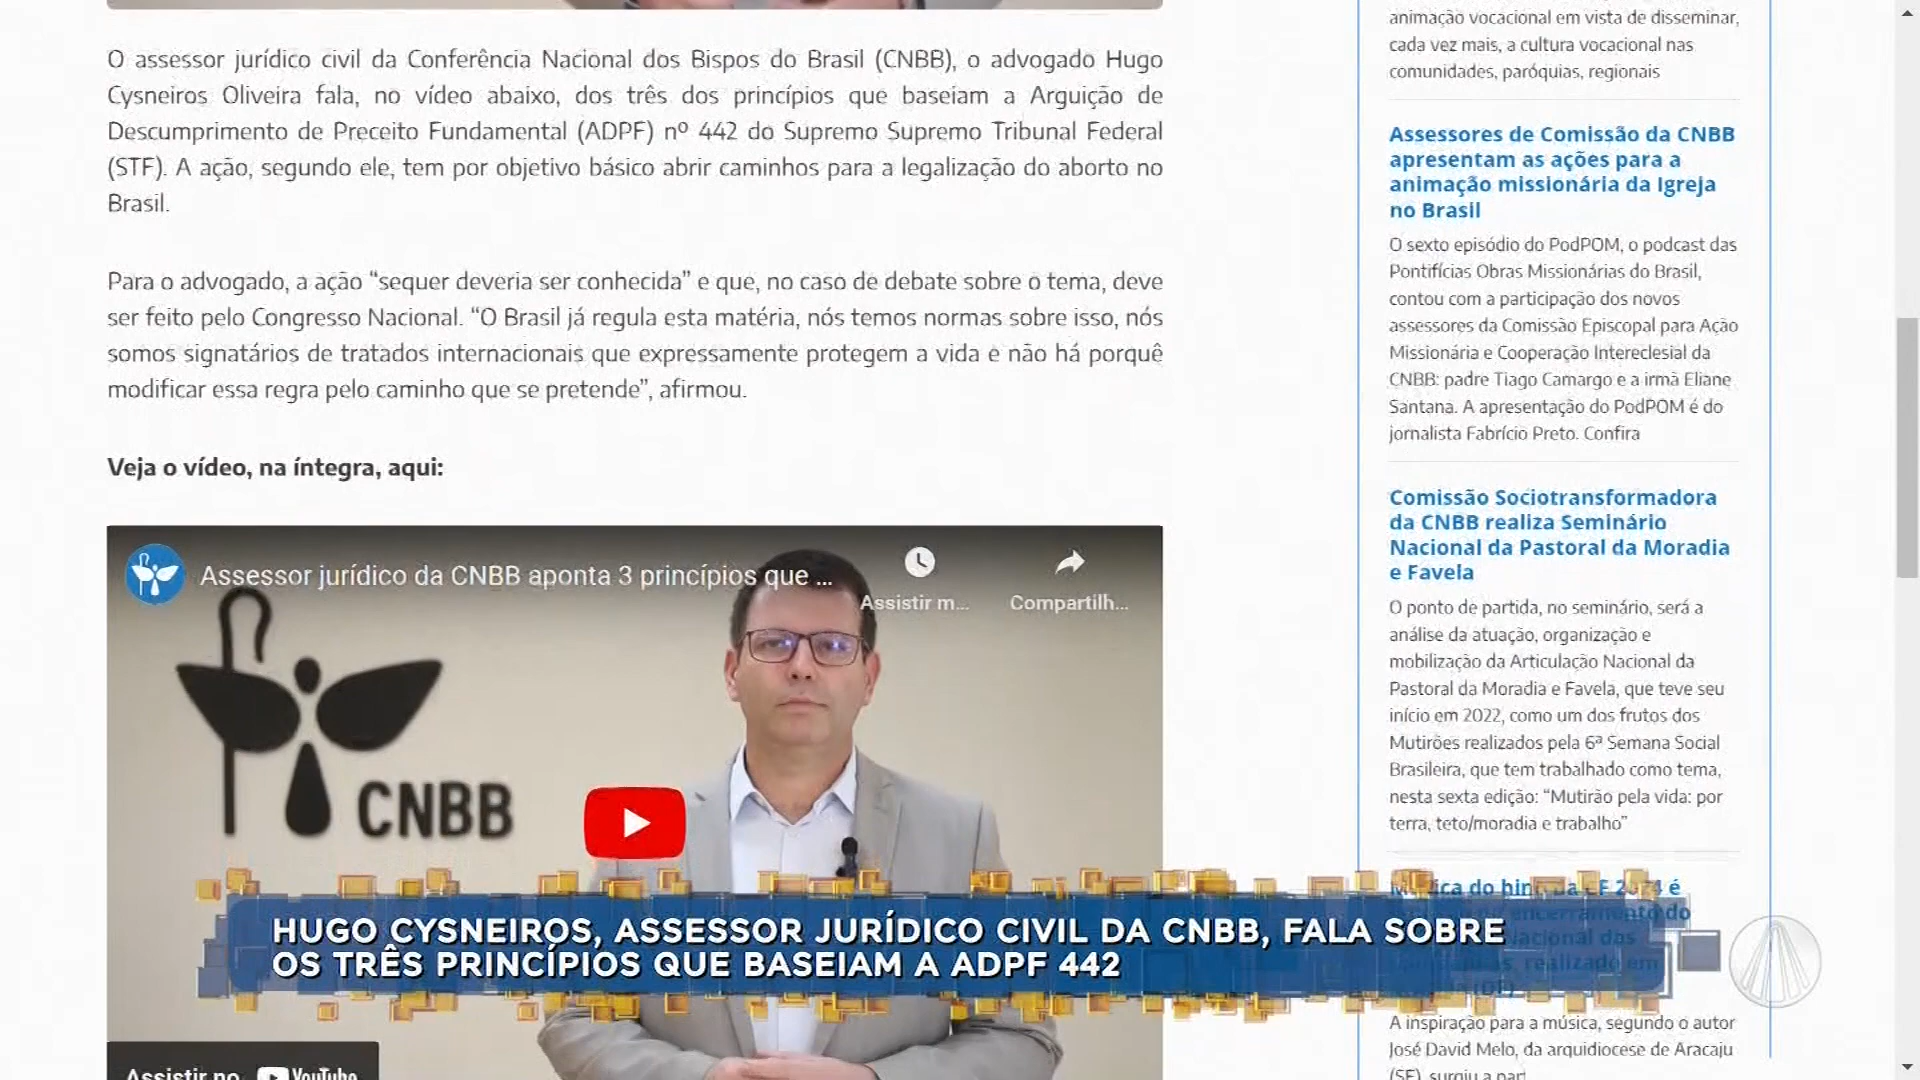 O assessor jurídico civil da Conferência Nacional dos Bispos do Brasil (CNBB), o advogado Hugo
Cysneiros Oliveira fala, no vídeo abaixo, dos três dos princípios que baseiam a Arguição de
Descumprimento de Preceito Fundamental (ADPF) nº 442 do Supremo Supremo Tribunal Federal
(STF). A ação, segundo ele, tem por objetivo básico abrir caminhos para a legalização do aborto no
Brasil.
Para o advogado, a ação “sequer deveria ser conhecida” e que, no caso de debate sobre o tema, deve
ser feito pelo Congresso Nacional. “O Brasil já regula esta matéria, nós temos normas sobre isso, nós
somos signatários de tratados internacionais que expressamente protegem a vida e não há porquê
modificar essa regra pelo caminho que se pretende”, afirmou.
Veja o vídeo, na íntegra, aqui:
Assessor jurídico da CNBB aponta 3 princípios que ...
Assistir m...
Compartilh...
CNBB
HUGO CYSNEIROS, ASSESSOR JURÍDICO CIVIL DA CNBB, FALA SOBRE
OS TRÊS PRINCÍPIOS QUE BASEIAM A ADPF 442
Assistir no YouTube
animação vocacional em vista de disseminar,
cada vez mais, a cultura vocacional nas
comunidades, paróquias, regionais
Assessores de Comissão da CNBB
apresentam as ações para a
animação missionária da Igreja
no Brasil
O sexto episódio do PodPOM, o podcast das
Pontifícias Obras Missionárias do Brasil,
contou com a participação dos novos
assessores da Comissão Episcopal para Ação
Missionária e Cooperação Intereclesial da
CNBB: padre Tiago Camargo e a irmã Eliane
Santana. A apresentação do PodPOM é do
jornalista Fabrício Preto. Confira
Comissão Sociotransformadora
da CNBB realiza Seminário
Nacional da Pastoral da Moradia
e Favela
O ponto de partida, no seminário, será a
análise da atuação, organização e
mobilização da Articulação Nacional da
Pastoral da Moradia e Favela, que teve seu
início em 2022, como um dos frutos dos
Mutirões realizados pela 6ª Semana Social
Brasileira, que tem trabalhado como tema,
nesta sexta edição: “Mutirão pela vida: por
terra, teto/moradia e trabalho”
do é
encerramento do
Nacional das
realizado em
A inspiração para a música, segundo o autor
José David Melo, da arquidiocese de Aracaju
(SE), surgiu a part